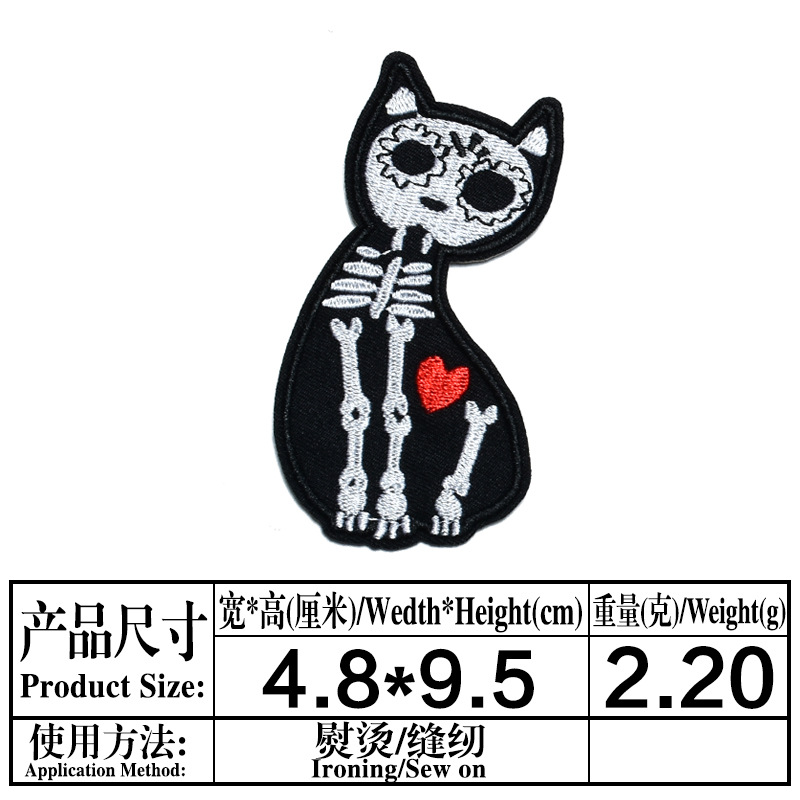 产品尺寸
Product Size:
宽*高(厘米)/Wedth*Height(cm)
4.8*9.5
重量(克)/Weight(g)
2.20
使用方法:
Application Method:
熨烫/缝纫
Ironing/Sew on